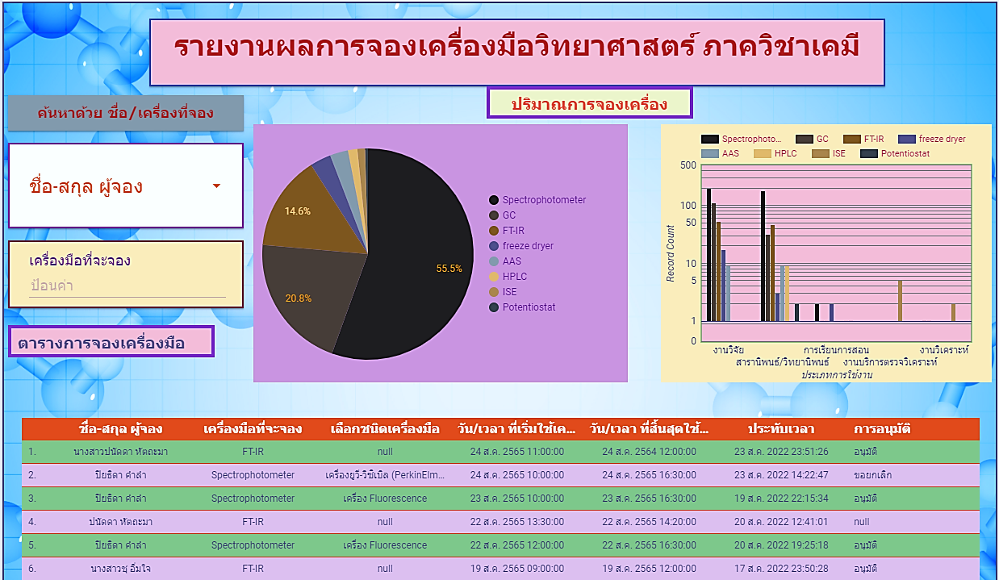 รายงานผลการจองเครื่องมือวิทยาศาสตร์ ภาควิชาเคมี
ค้นหาด้วย ชื่อ/เครื่องที่จอง
ปริมาณการจองเครื่อง
ชื่อ-สกุล ผู้จอง
เครื่องมือที่จะจอง
ป้อนค่า
ตารางการจองเครื่องมือ
55.5%
20.8%
14.6%
Spectrophotometer
GC
FT-IR
freeze dryer
AAS
HPLC
ISE
Potentiostat
Spectrophoto... GC FT-IR freeze dryer
AAS HPLC ISE Potentiostat
Record Count
500
100
50
10
5
1
0
งานวิจัย การเรียนการสอน งานวิเคราะห์
สารานิพนธ์/วิทยานิพนธ์ งานบริการตรวจวิเคราะห์
ประเภทการใช้งาน
ชื่อ-สกุล ผู้จอง เครื่องมือที่จะจอง เลือกชนิดเครื่องมือ วัน/เวลา ที่เริ่มใช้เค... วัน/เวลา ที่สิ้นสุดใช้... ประทับเวลา การอนุมัติ
1. นางสาวปนัดดา หัตถะมา FT-IR null 24 ส.ค. 2565 11:00:00 24 ส.ค. 2564 12:00:00 23 ส.ค. 2022 23:51:26 อนุมัติ
2. ปิยธิดา คำลำ Spectrophotometer เครื่องยูวี-วิซิเบิล (PerkinElm... 24 ส.ค. 2565 10:00:00 24 ส.ค. 2565 16:30:00 23 ส.ค. 2022 14:22:47 ขอยกเลิก
3. ปิยธิดา คำลำ Spectrophotometer เครื่อง Fluorescence 23 ส.ค. 2565 10:00:00 23 ส.ค. 2565 16:30:00 19 ส.ค. 2022 22:15:34 อนุมัติ
4. ปนัดดา หัตถะมา FT-IR null 22 ส.ค. 2565 13:30:00 22 ส.ค. 2565 14:20:00 20 ส.ค. 2022 12:41:01 null
5. ปิยธิดา คำลำ Spectrophotometer เครื่อง Fluorescence 22 ส.ค. 2565 12:00:00 22 ส.ค. 2565 16:30:00 20 ส.ค. 2022 19:25:18 อนุมัติ
6. นางสาวชุ อิ่มใจ FT-IR null 19 ส.ค. 2565 09:00:00 19 ส.ค. 2565 12:00:00 17 ส.ค. 2022 23:50:28 อนุมัติ